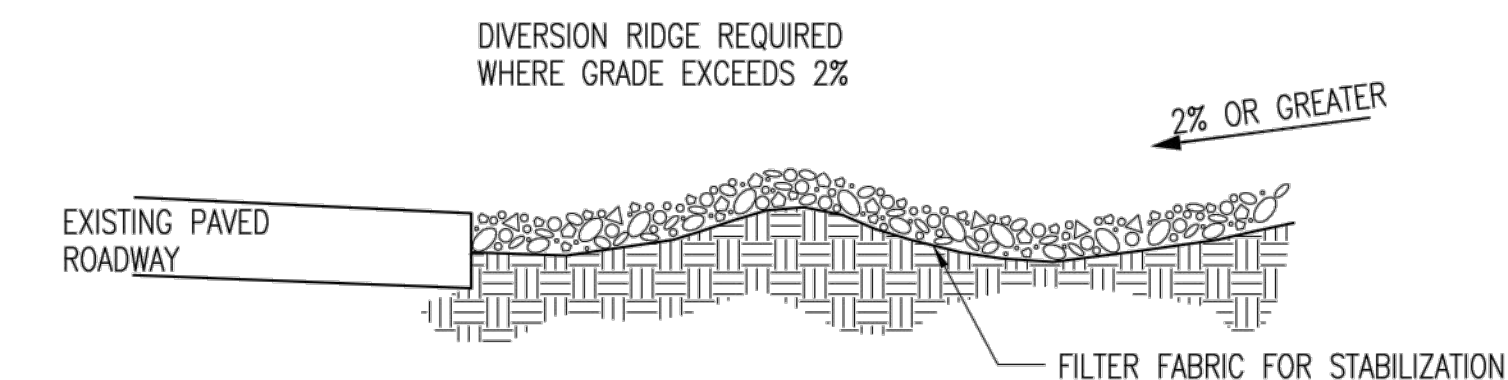 DIVERSION RIDGE REQUIRED
WHERE GRADE EXCEEDS 2%
2% OR GREATER
EXISTING PAVED
ROADWAY
FILTER FABRIC FOR STABILIZATION